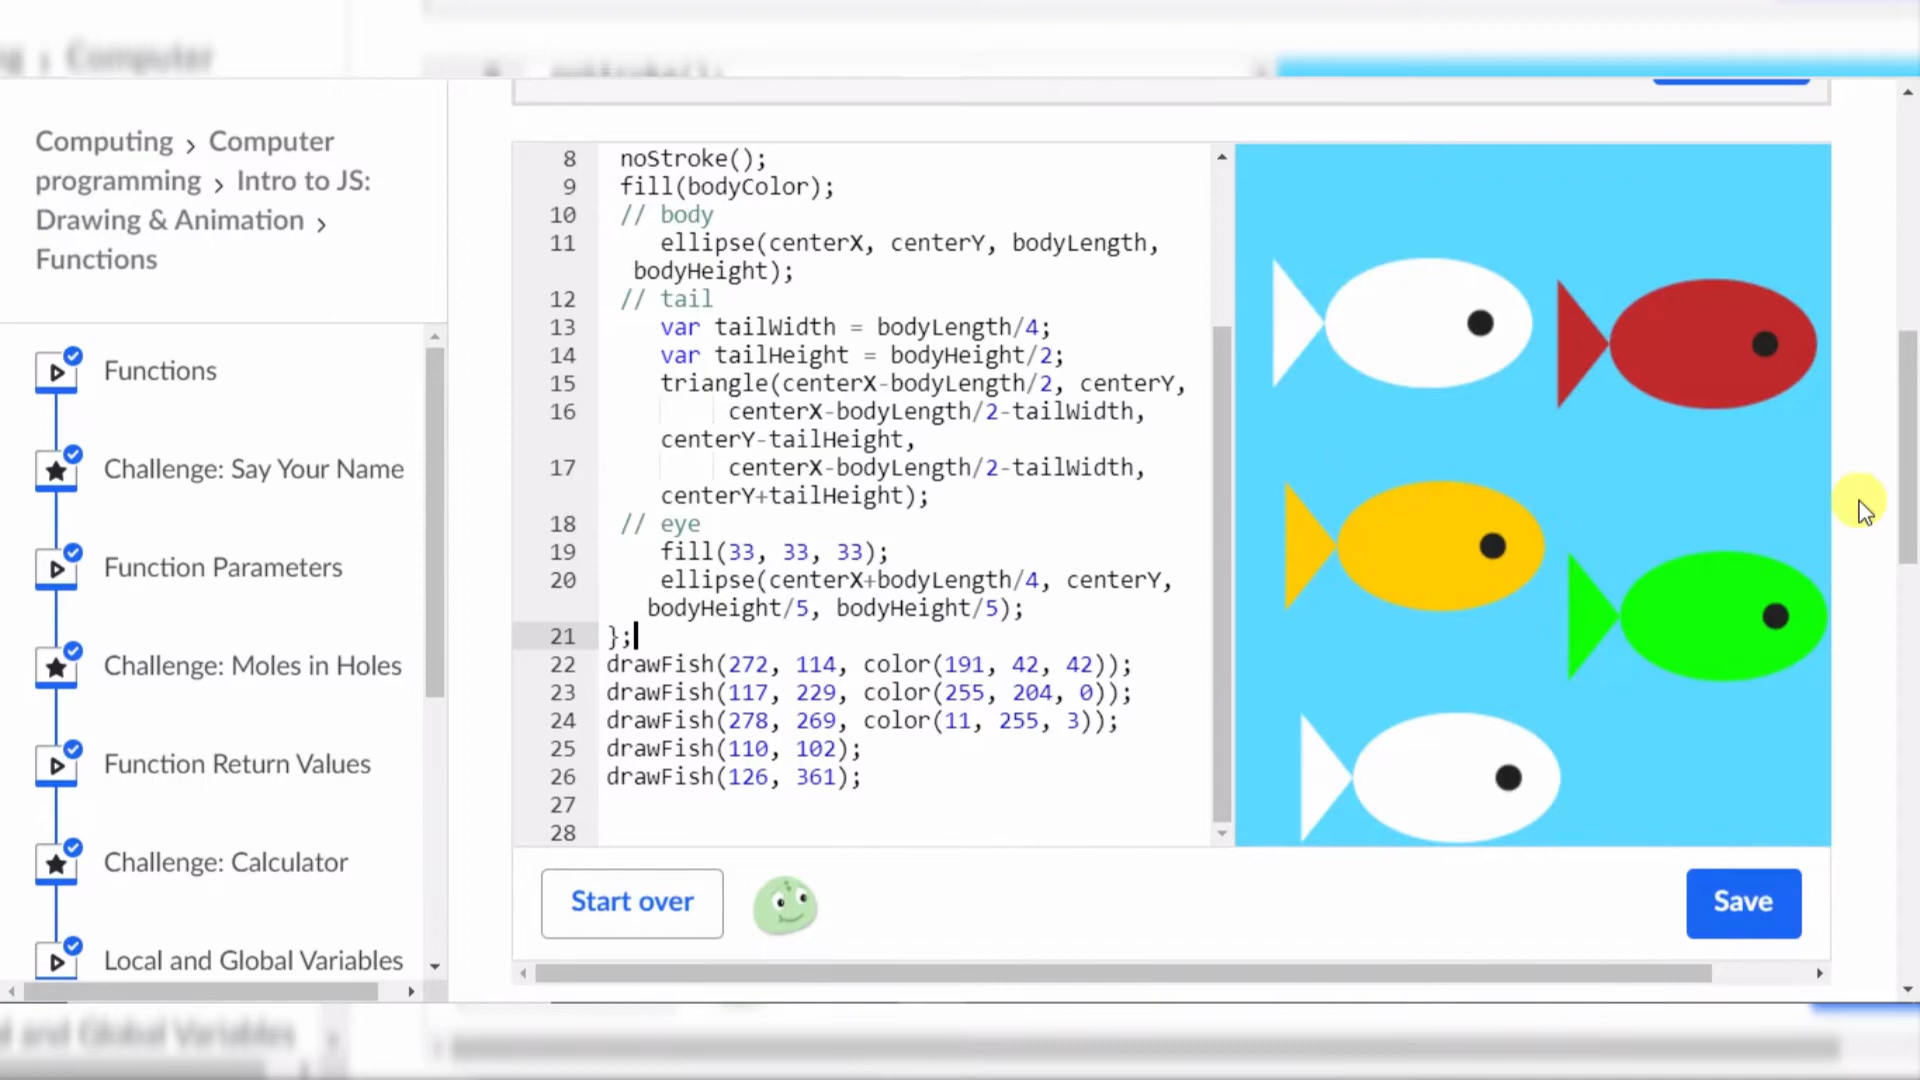 Computer
noStroke();
Computing > Computer
programming > Intro to JS:
Drawing & Animation >
Functions
Functions
Challenge: Say Your Name
Function Parameters
Challenge: Moles in Holes
Function Return Values
Challenge: Calculator
Local and Global Variables
8 noStroke();
9 fill(bodyColor);
10 // body
11 ellipse(centerX, centerY, bodyLength,
bodyHeight);
12 // tail
13 var tailWidth = bodyLength/4;
14 var tailHeight = bodyHeight/2;
15 triangle(centerX-bodyLength/2, centerY,
16 centerX-bodyLength/2-tailWidth,
centerY-tailHeight,
17 centerX-bodyLength/2-tailWidth,
centerY+tailHeight);
18 // eye
19 fill(33, 33, 33);
20 ellipse(centerX+bodyLength/4, centerY,
bodyHeight/5, bodyHeight/5);
21 };
22 drawFish(272, 114, color(191, 42, 42));
23 drawFish(117, 229, color(255, 204, 0));
24 drawFish(278, 269, color(11, 255, 3));
25 drawFish(110, 102);
26 drawFish(126, 361);
27
28
Start over
Save
and Global Variables